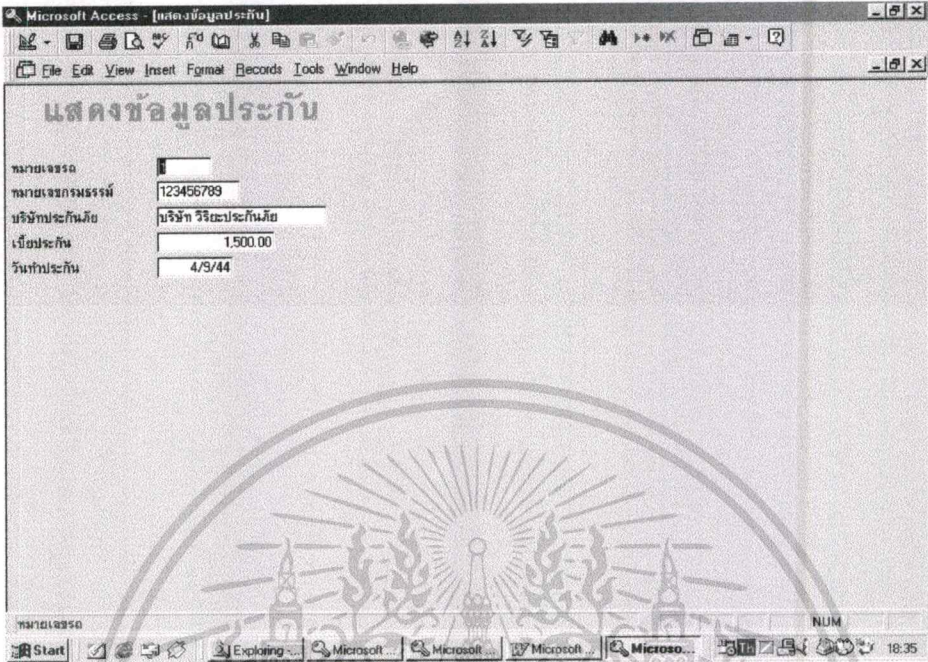 Microsoft Access - [แสดงข้อมูลประกัน]
File Edit View Insert Format Records Tools Window Help
แสดงข้อมูลประกัน
หมายเลขรถ 1
หมายเลขกรมธรรม์ 123456789
บริษัทประกันภัย บริษัท วิริยะประกันภัย
เบี้ยประกัน 1,500.00
วันทำประกัน 4/9/44
หมายเลขรถ NUM
Start Exploring -... Microsoft ... Microsoft ... Microsoft ... Microso... Th 18:35